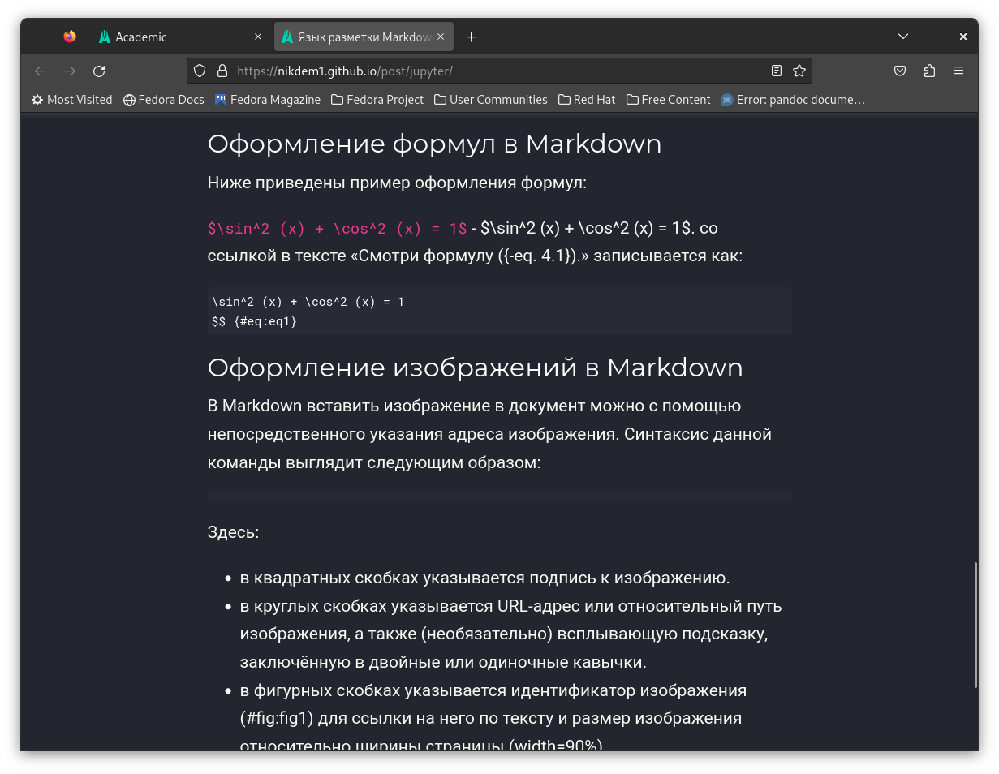 Academic
Язык разметки Markdow
https://nikdem1.github.io/post/jupyter/
Most Visited Fedora Docs FM Fedora Magazine Fedora Project User Communities Red Hat Free Content Error: pandoc docume…
Оформление формул в Markdown
Ниже приведены пример оформления формул:
$\sin^2 (x) + \cos^2 (x) = 1$ - $\sin^2 (x) + \cos^2 (x) = 1$. со
ссылкой в тексте «Смотри формулу ({-eq. 4.1}).» записывается как:
\sin^2 (x) + \cos^2 (x) = 1
$$ {#eq:eq1}
Оформление изображений в Markdown
В Markdown вставить изображение в документ можно с помощью
непосредственного указания адреса изображения. Синтаксис данной
команды выглядит следующим образом:
Здесь:
• в квадратных скобках указывается подпись к изображению.
• в круглых скобках указывается URL-адрес или относительный путь
изображения, а также (необязательно) всплывающую подсказку,
заключённую в двойные или одиночные кавычки.
• в фигурных скобках указывается идентификатор изображения
(#fig:fig1) для ссылки на него по тексту и размер изображения
относительно ширины страницы (width=90%)